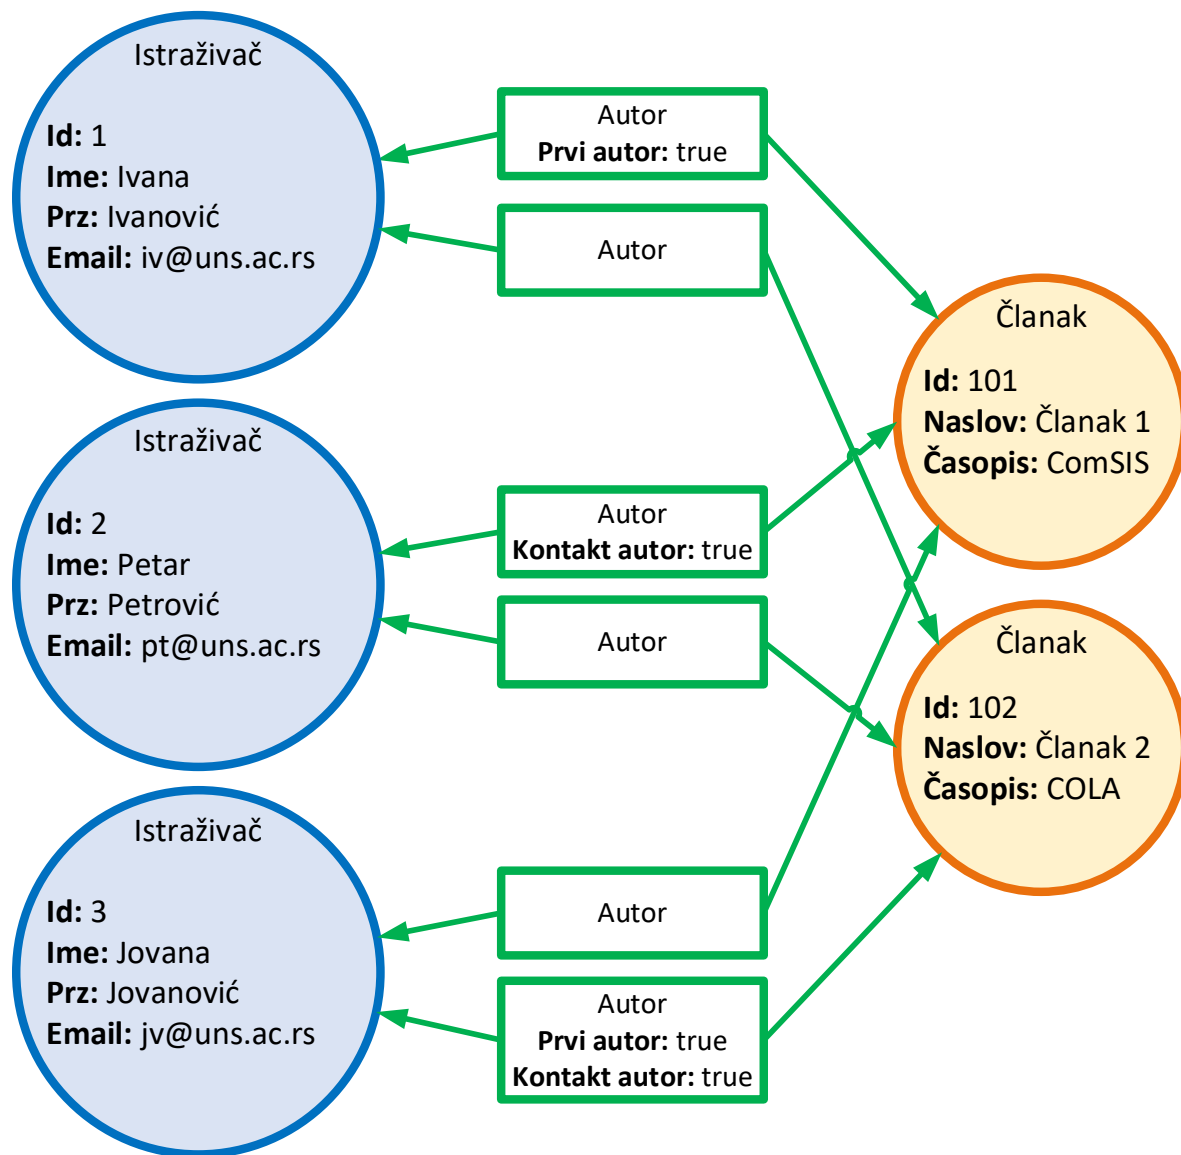 Istraživač
Id: 1
Ime: Ivana
Prz: Ivanović
Email: iv@uns.ac.rs
Autor
Prvi autor: true
Autor
Istraživač
Id: 2
Ime: Petar
Prz: Petrović
Email: pt@uns.ac.rs
Autor
Kontakt autor: true
Autor
Istraživač
Id: 3
Ime: Jovana
Prz: Jovanović
Email: jv@uns.ac.rs
Autor
Autor
Prvi autor: true
Kontakt autor: true
Članak
Id: 101
Naslov: Članak 1
Časopis: ComSIS
Članak
Id: 102
Naslov: Članak 2
Časopis: COLA